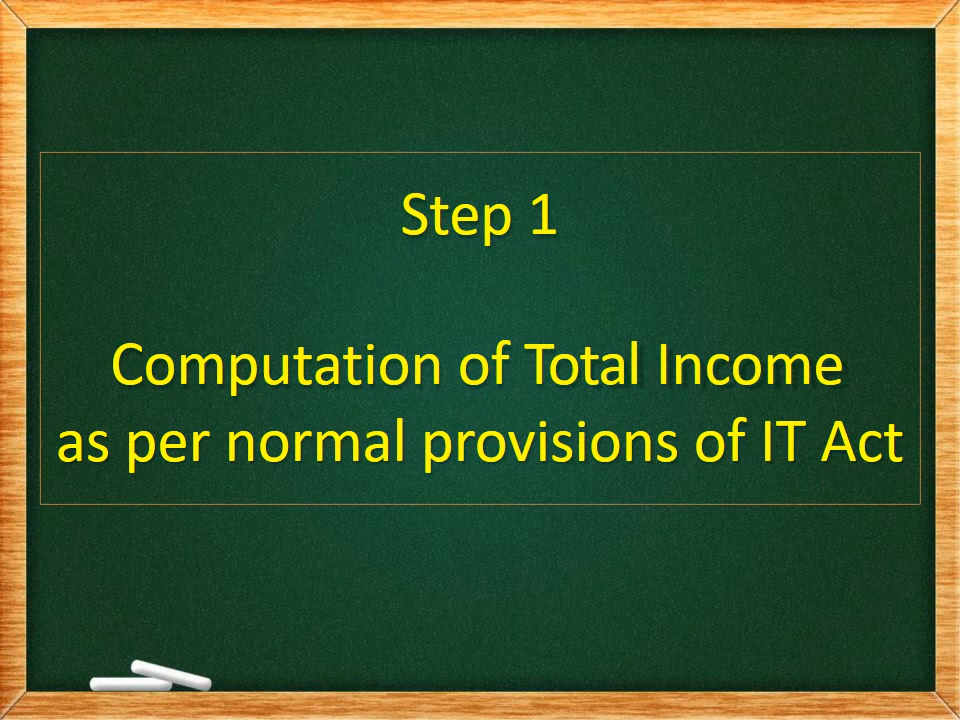 Step 1
Computation of Total Income
as per normal provisions of IT Act